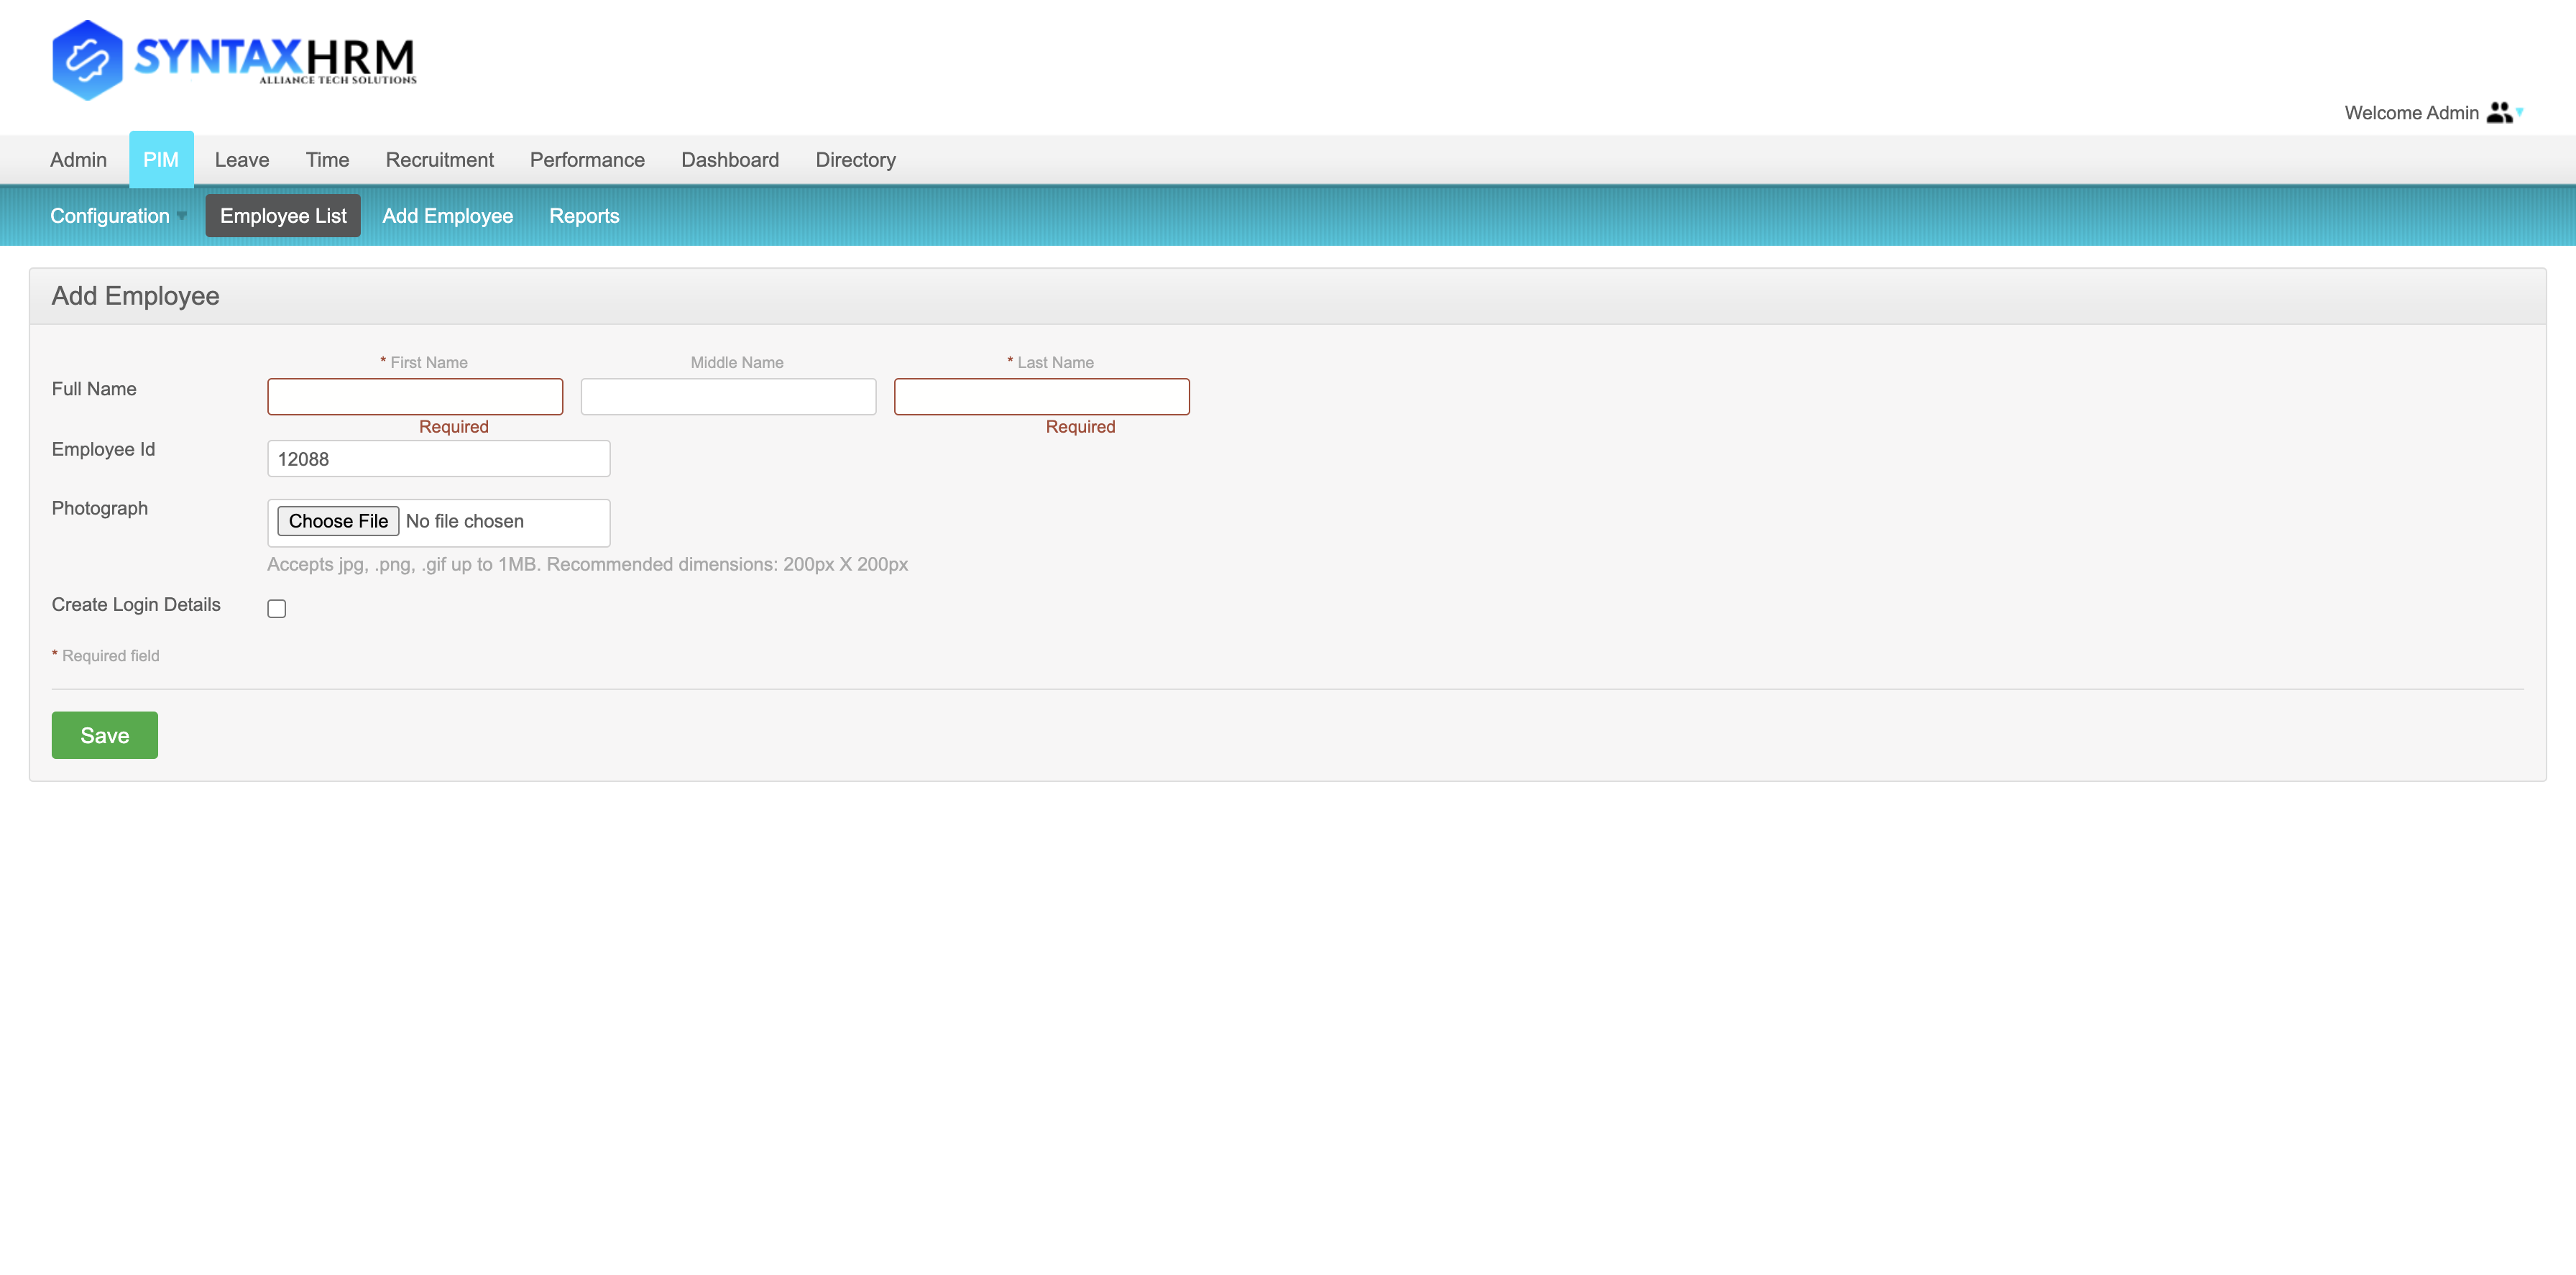 SYNTAXHRM
ALLIANCE TECH SOLUTIONS
Welcome Admin
Admin PIM Leave Time Recruitment Performance Dashboard Directory
Configuration Employee List Add Employee Reports
Add Employee
* First Name Middle Name * Last Name
Full Name
Required Required
Employee Id 12088
Photograph Choose File No file chosen
Accepts jpg, .png, .gif up to 1MB. Recommended dimensions: 200px X 200px
Create Login Details
* Required field
Save